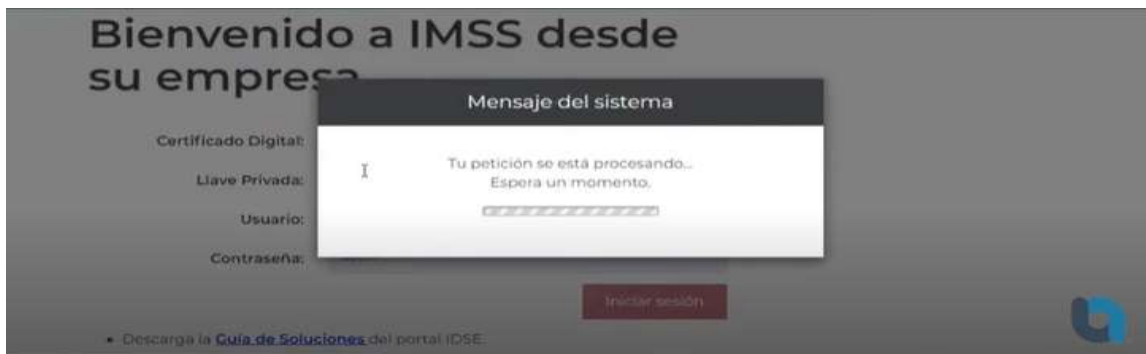 Bienvenido a IMSS desde
su empresa
Mensaje del sistema
Certificado Digital:
Tu petición se está procesando...
Espera un momento.
Llave Privada:
Usuario:
Contraseña:
Iniciar sesión
• Descarga la Guía de Soluciones del portal IDSE.